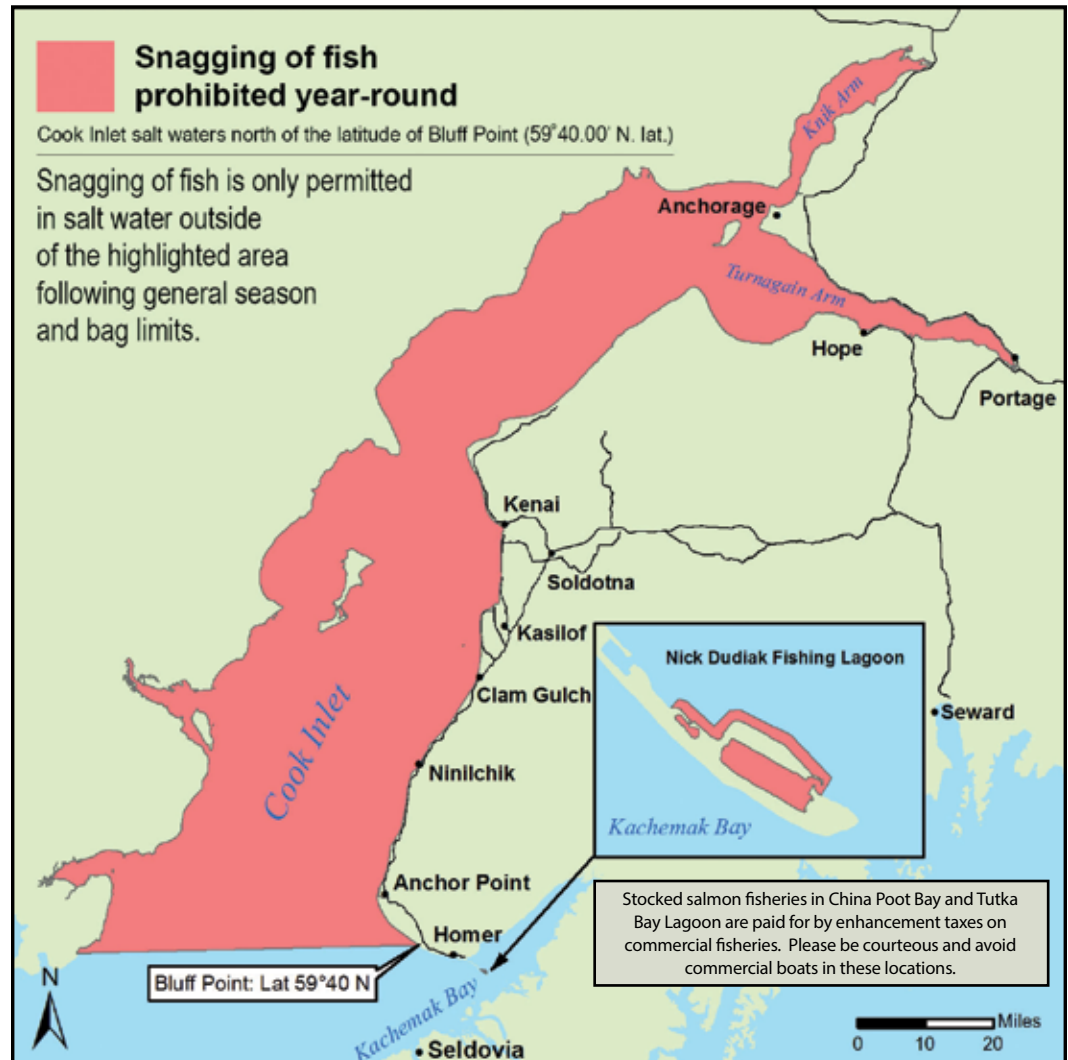 Snagging of fish
prohibited year-round
Cook Inlet salt waters north of the latitude of Bluff Point (59°40.00' N. lat.)
Snagging of fish is only permitted
in salt water outside
of the highlighted area
following general season
and bag limits.
Knik Arm
Anchorage
Turnagain Arm
Hope
Portage
Kenai
Soldotna
Kasilof
Clam Gulch
Cook Inlet
Ninilchik
Nick Dudiak Fishing Lagoon
Kachemak Bay
Seward
Anchor Point
Homer
Stocked salmon fisheries in China Poot Bay and Tutka
Bay Lagoon are paid for by enhancement taxes on
commercial fisheries. Please be courteous and avoid
commercial boats in these locations.
N
Bluff Point: Lat 59°40 N
Kachemak Bay
Seldovia
Miles
0 10 20